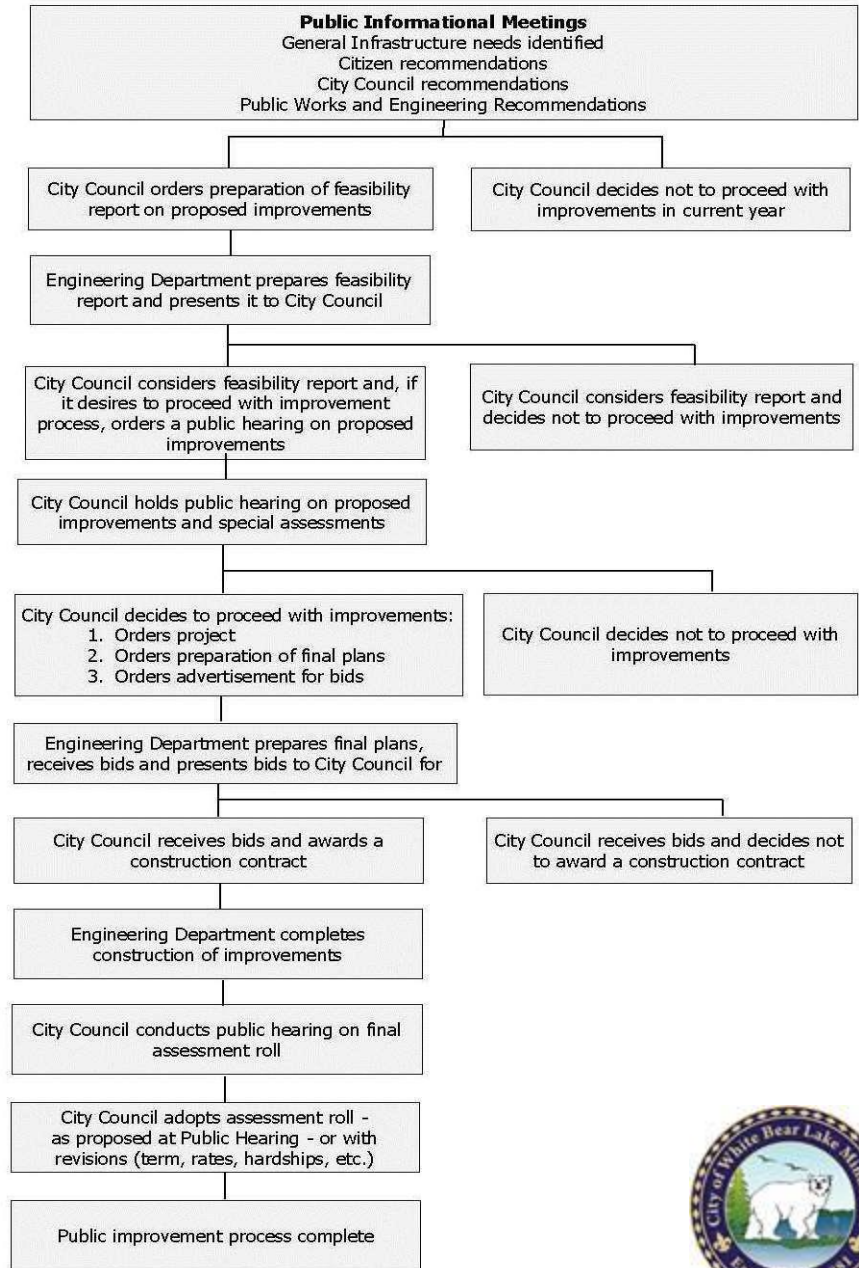 Public Informational Meetings
General Infrastructure needs identified
Citizen recommendations
City Council recommendations
Public Works and Engineering Recommendations
City Council orders preparation of feasibility
report on proposed improvements
City Council decides not to proceed with
improvements in current year
Engineering Department prepares feasibility
report and presents it to City Council
City Council considers feasibility report and, if
it desires to proceed with improvement
process, orders a public hearing on proposed
improvements
City Council considers feasibility report and
decides not to proceed with improvements
City Council holds public hearing on proposed
improvements and special assessments
City Council decides to proceed with improvements:
1. Orders project
2. Orders preparation of final plans
3. Orders advertisement for bids
City Council decides not to proceed with
improvements
Engineering Department prepares final plans,
receives bids and presents bids to City Council for
City Council receives bids and awards a
construction contract
City Council receives bids and decides not
to award a construction contract
Engineering Department completes
construction of improvements
City Council conducts public hearing on final
assessment roll
City Council adopts assessment roll -
as proposed at Public Hearing - or with
revisions (term, rates, hardships, etc.)
Public improvement process complete
City of White Bear Lake